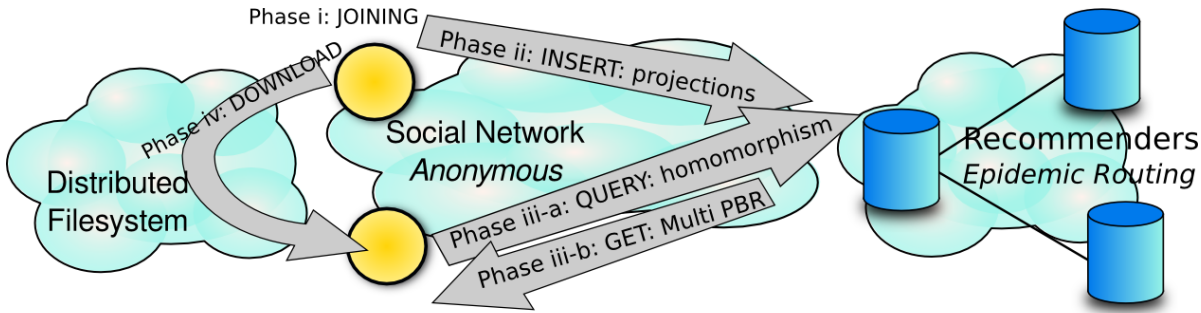 Phase i: JOINING
Phase ii: INSERT: projections
Phase iv: DOWNLOAD
Social Network
Anonymous
Recommenders
Epidemic Routing
Distributed
Filesystem
Phase iii-a: QUERY: homomorphism
Phase iii-b: GET: Multi PBR